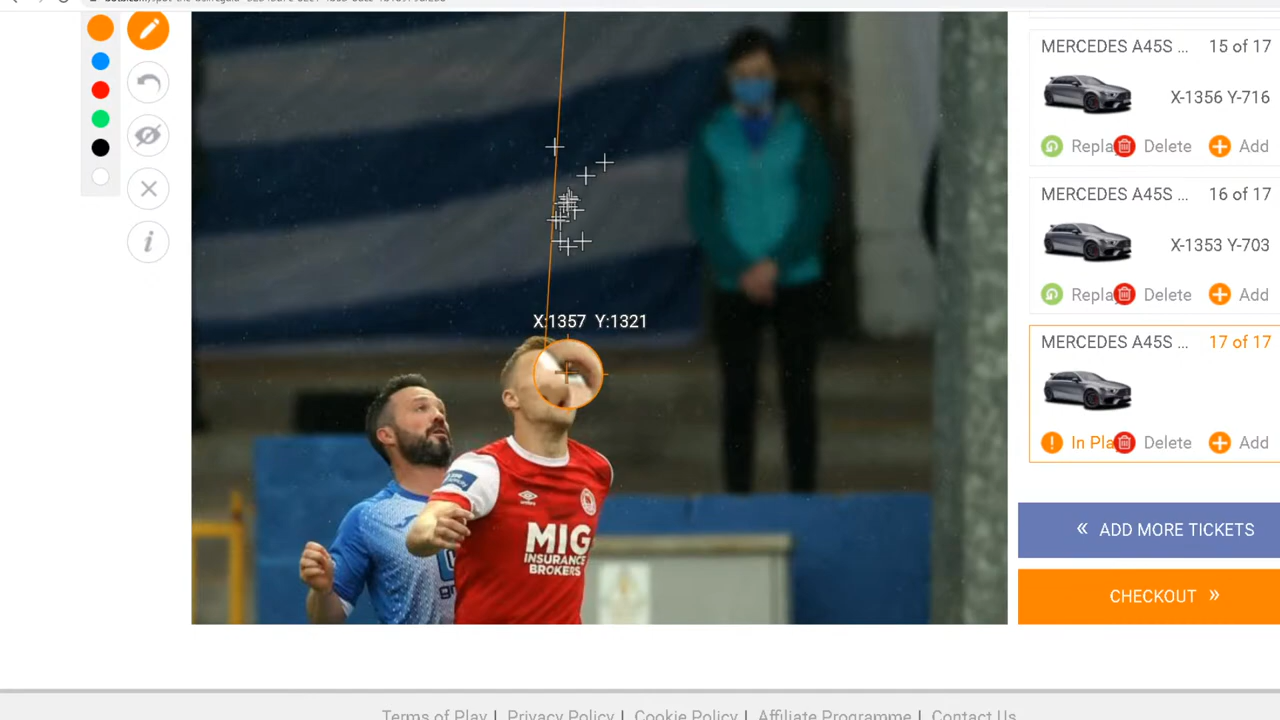 MERCEDES A45S ... 15 of 17
X-1356 Y-716
Repla Delete Add
MERCEDES A45S ... 16 of 17
X-1353 Y-703
Repla Delete Add
X:1357 Y:1321
MERCEDES A45S ... 17 of 17
In Pla Delete Add
MIG
INSURANCE
BROKERS
umbro
« ADD MORE TICKETS
CHECKOUT »
Terms of Play | Privacy Policy | Cookie Policy | Affiliate Programme | Contact Us